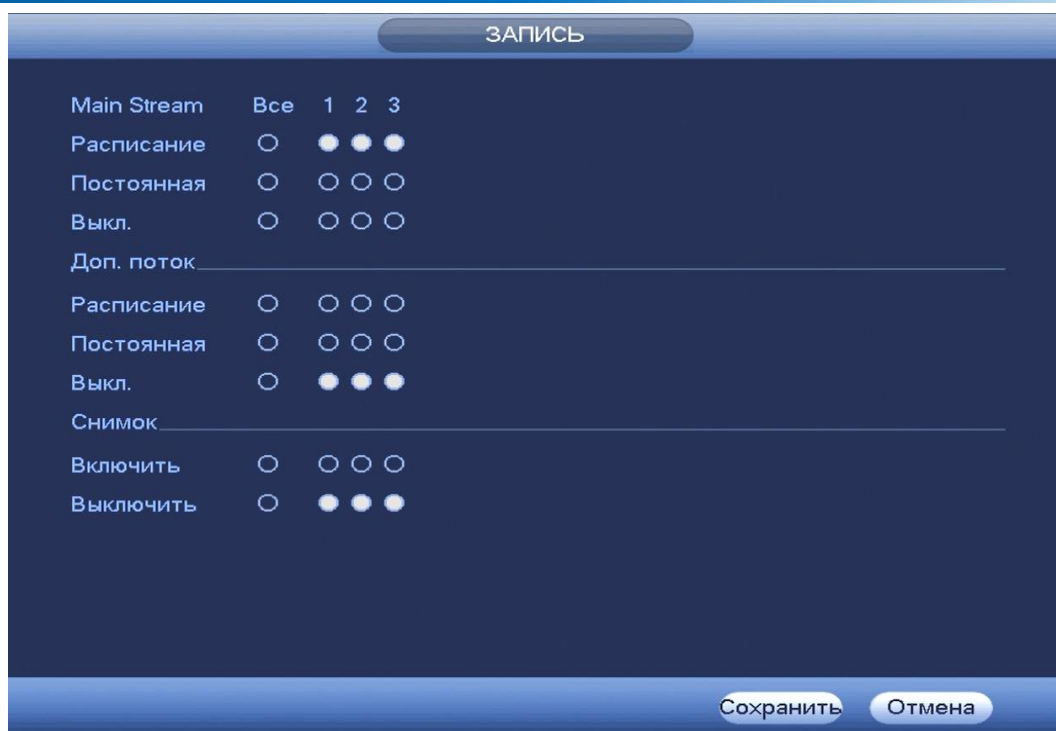 ЗАПИСЬ
Main Stream Все 1 2 3
Расписание
Постоянная
Выкл.
Доп. поток
Расписание
Постоянная
Выкл.
Снимок
Включить
Выключить
Сохранить Отмена